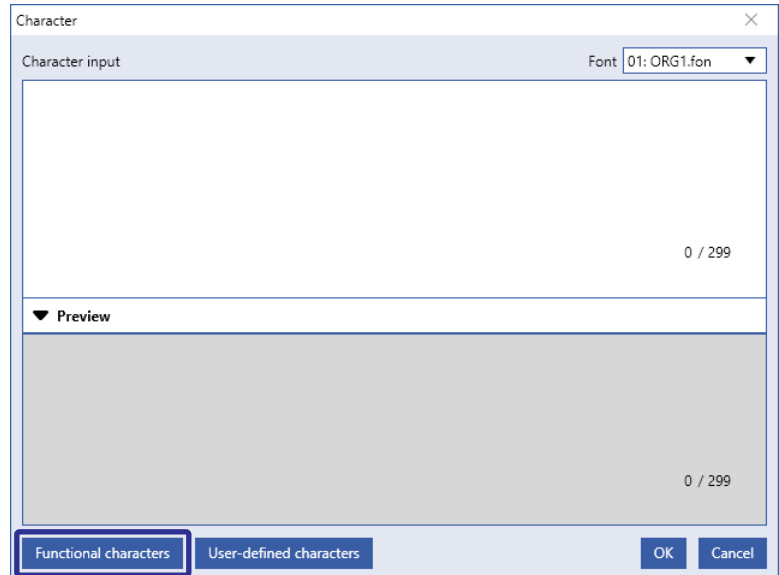 Character
Character input Font 01: ORG1.fon
0 / 299
Preview
0 / 299
Functional characters User-defined characters OK Cancel